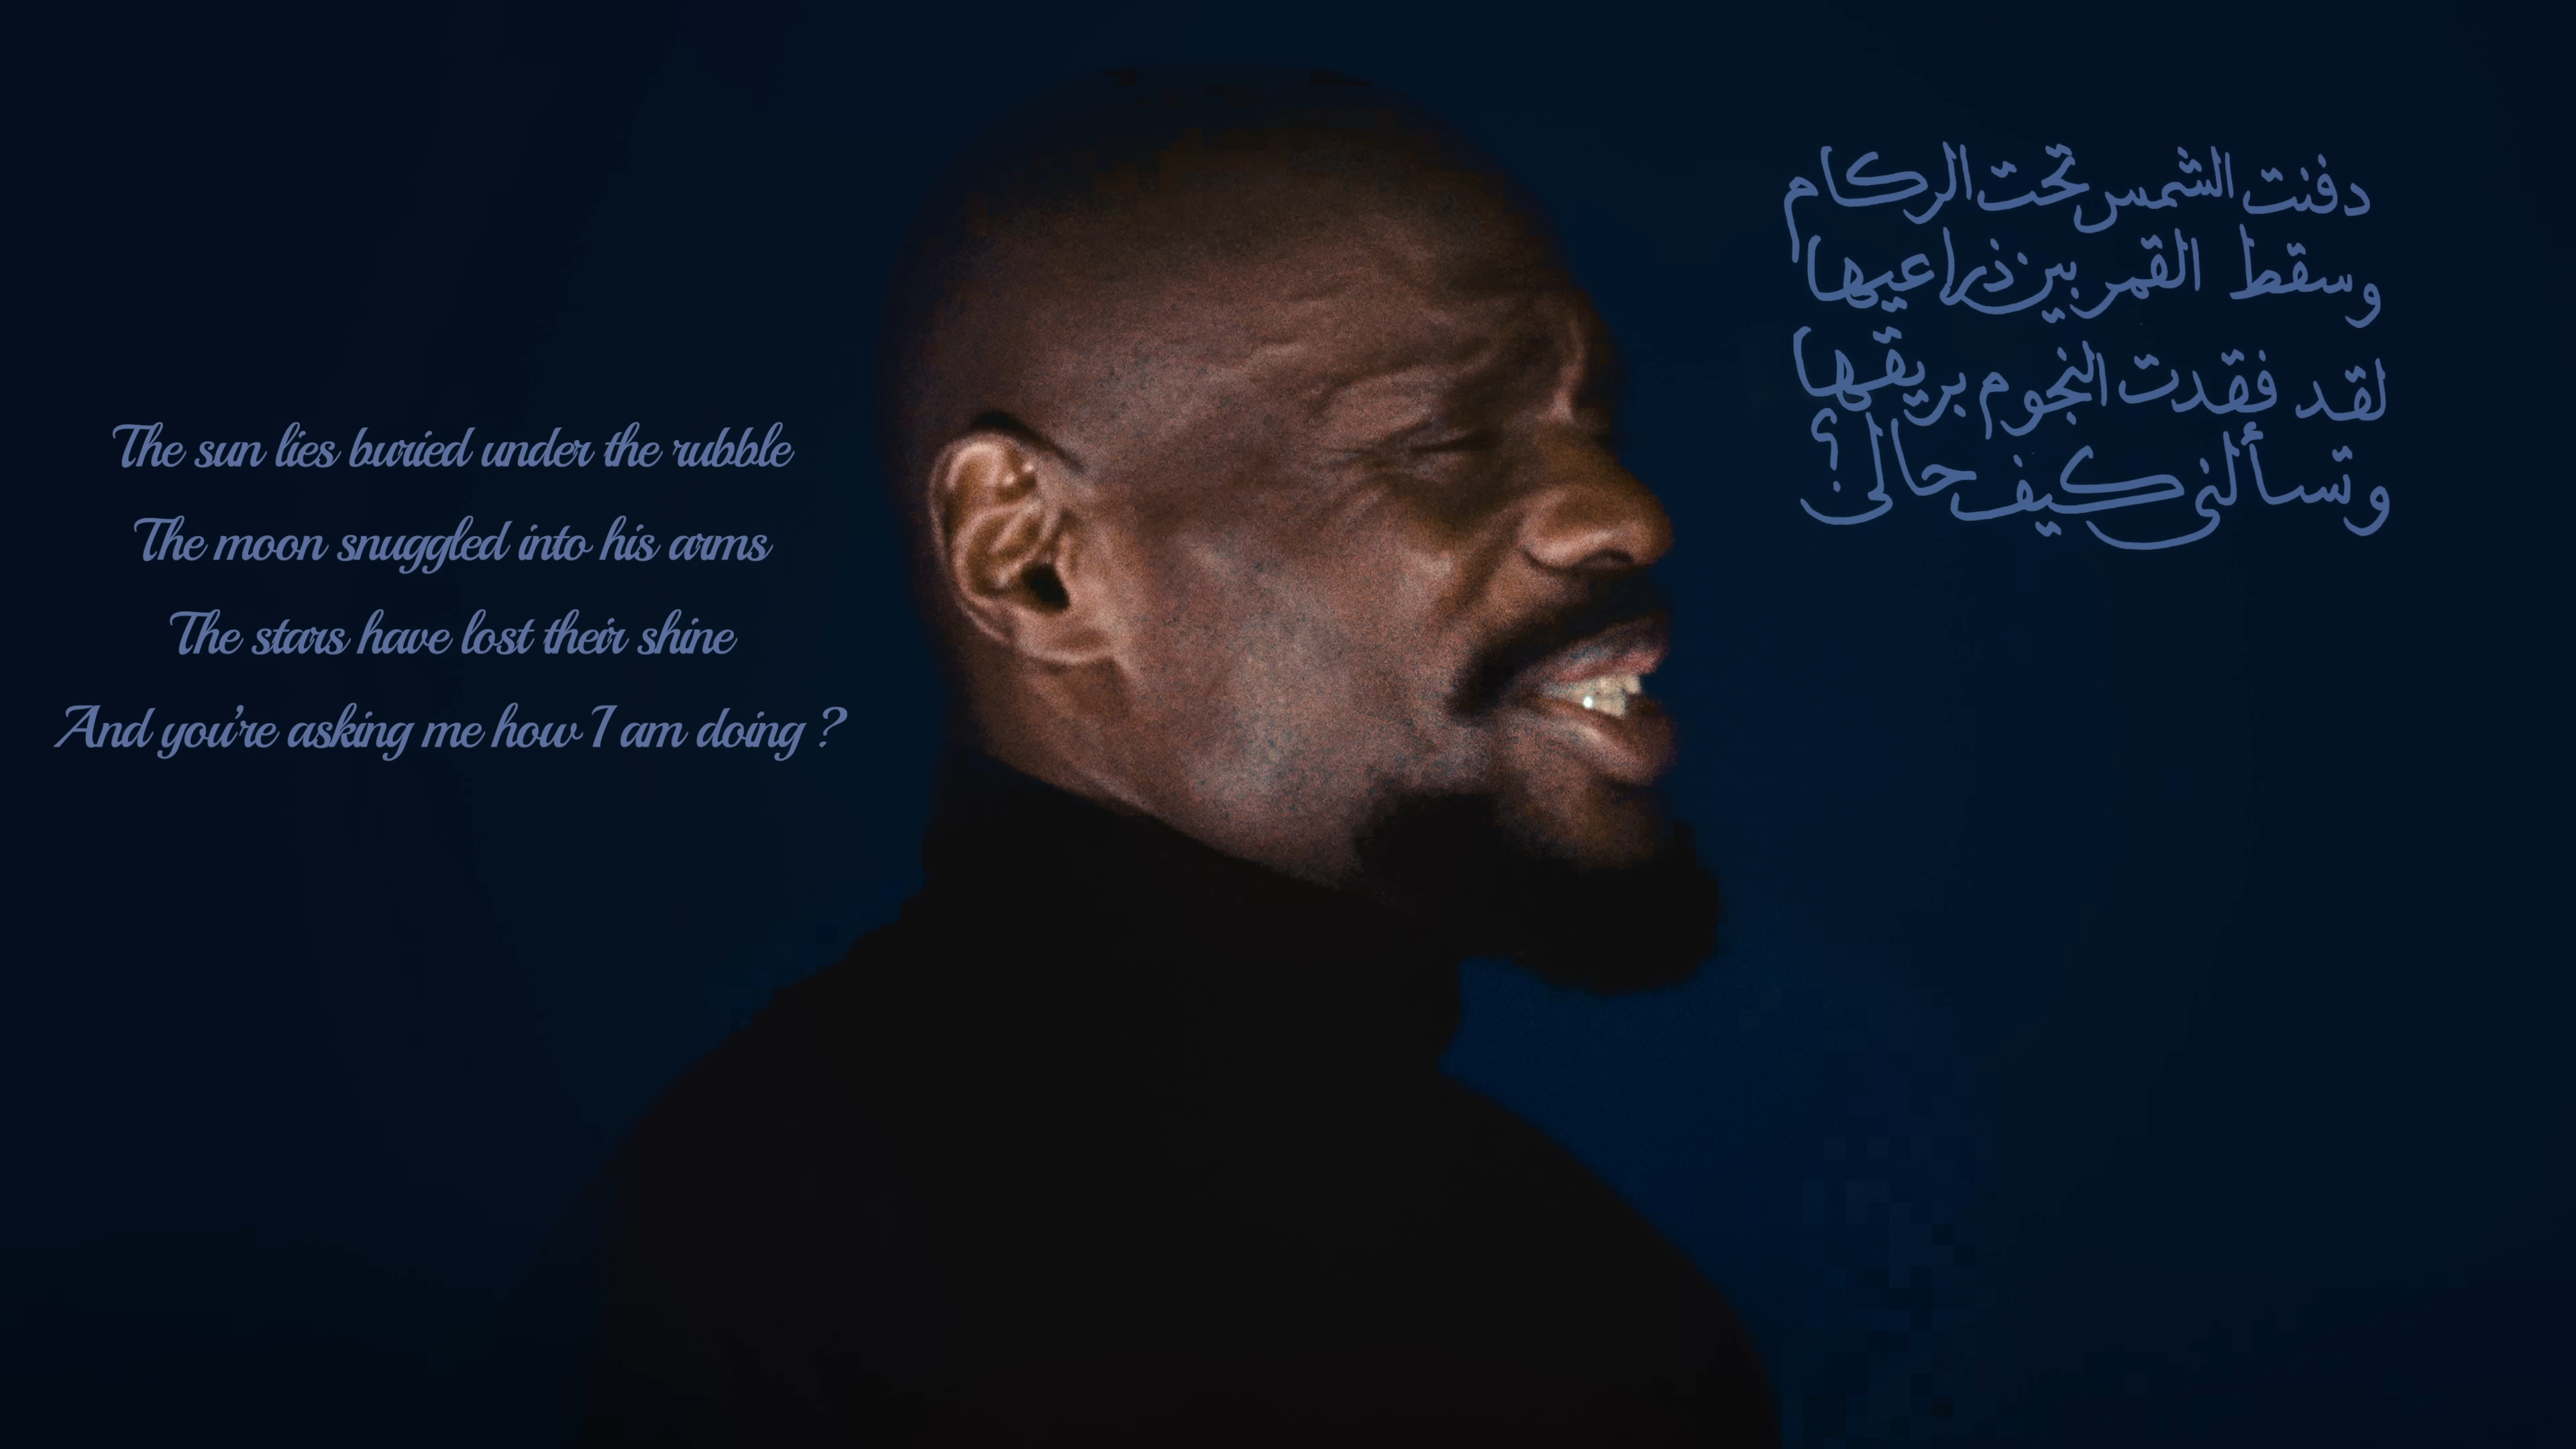 The sun lies buried under the rubble
The moon snuggled into his arms
The stars have lost their shine
And you're asking me how I am doing ?
دفنت الشمس تحت الركام
وسقط القمر بين ذراعيها
لقد فقدت النجوم بريقها
وتسألني كيف حالي؟